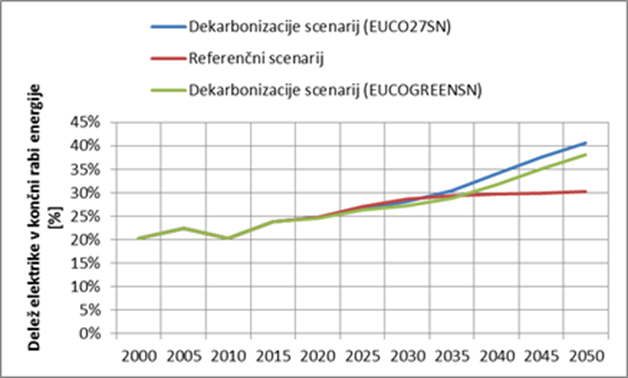 Dekarbonizacije scenarij (EUCO27SN)
Referenčni scenarij
Dekarbonizacije scenarij (EUCOGREENSN)
Delež elektrike v končni rabi energije
[%]
45%
40%
35%
30%
25%
20%
15%
10%
5%
0%
2000 2005 2010 2015 2020 2025 2030 2035 2040 2045 2050